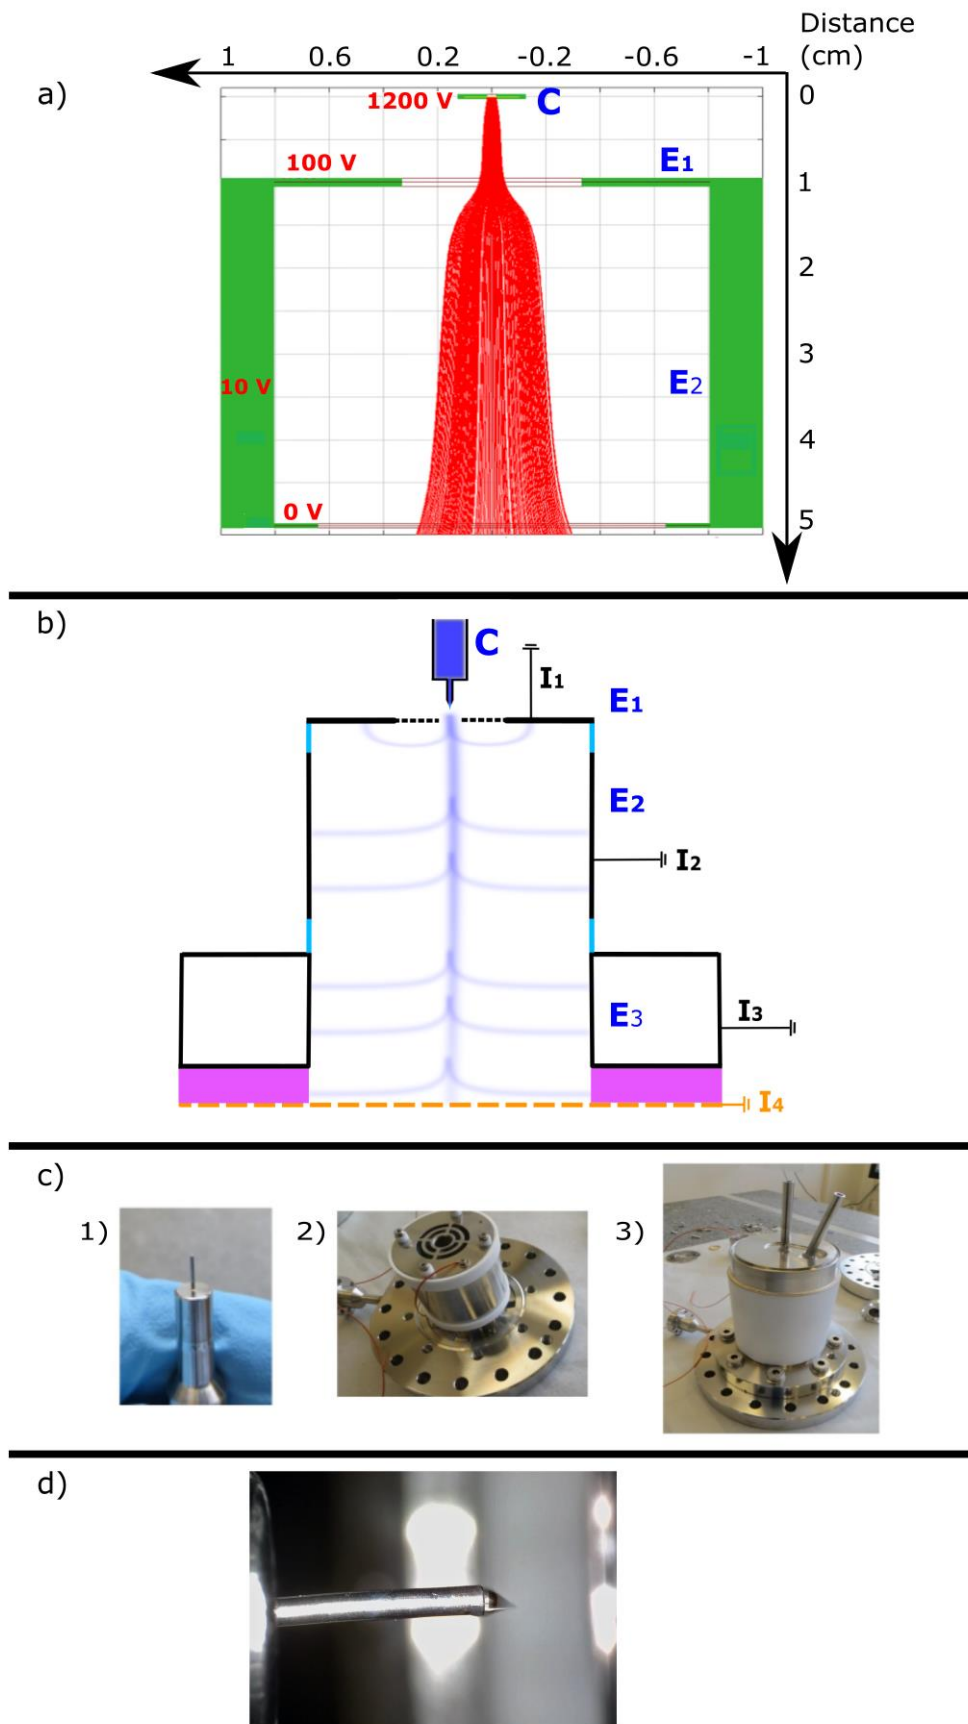 Distance
(cm)
1 0.6 0.2 -0.2 -0.6 -1
a)
0
1200 V C
100 V E1
1
2
3
10 V E2
4
0 V
5
b)
C
I1
E1
E2
I2
E3
I3
I4
c)
1) 2) 3)
d)